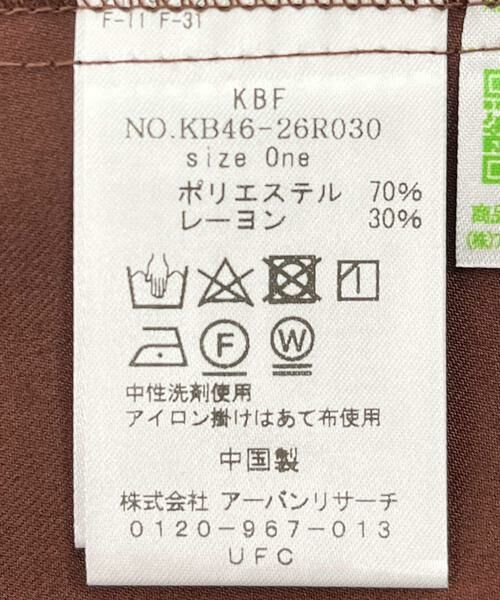 F-11 F-31
KBF
NO.KB46-26R030
size One
ポリエステル 70%
レーヨン 30%
F
W
中性洗剤使用
アイロン掛けはあて布使用
中国製
株式会社 アーバンリサーチ
0120-967-013
UFC
商品
(株)